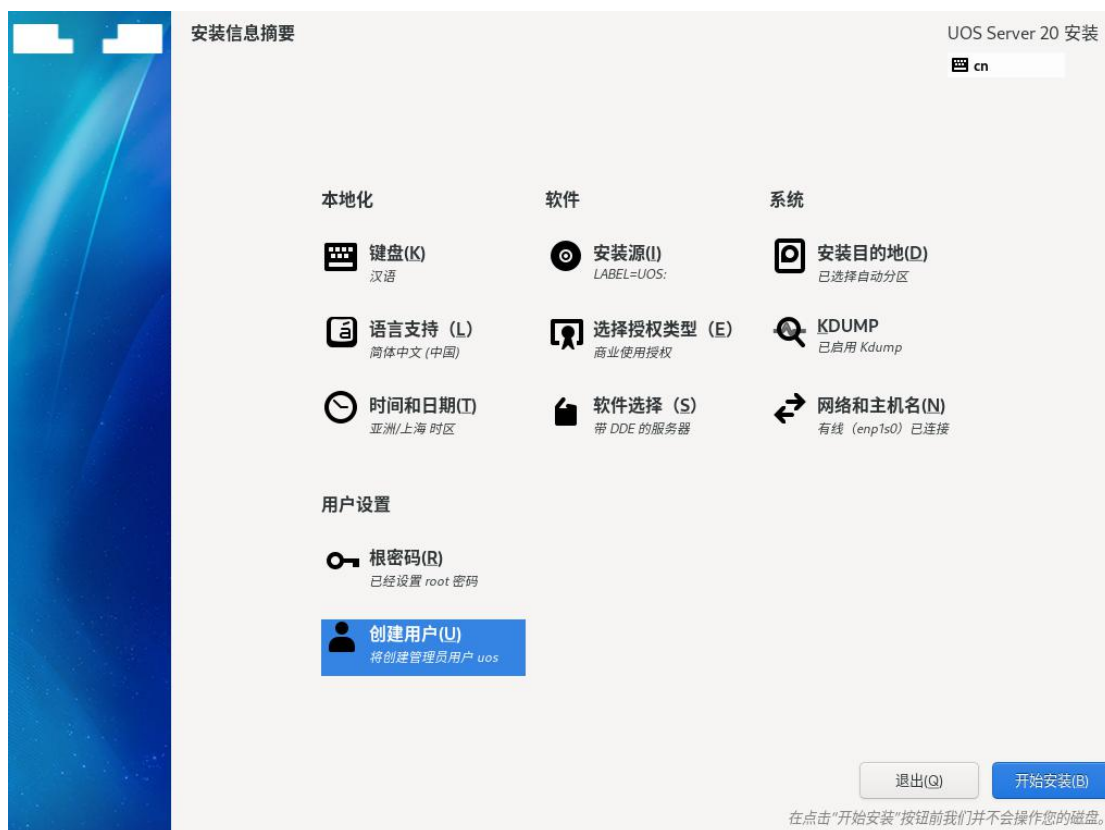 安装信息摘要
UOS Server 20 安装
cn
本地化
软件
系统
键盘(K)
汉语
安装源(I)
LABEL=UOS:
安装目的地(D)
已选择自动分区
语言支持（L）
简体中文 (中国)
选择授权类型（E）
商业使用授权
KDUMP
已启用 Kdump
时间和日期(T)
亚洲/上海 时区
软件选择（S）
带 DDE 的服务器
网络和主机名(N)
有线（enp1s0）已连接
用户设置
根密码(R)
已经设置 root 密码
创建用户(U)
将创建管理员用户 uos
退出(Q)
开始安装(B)
在点击"开始安装"按钮前我们并不会操作您的磁盘。